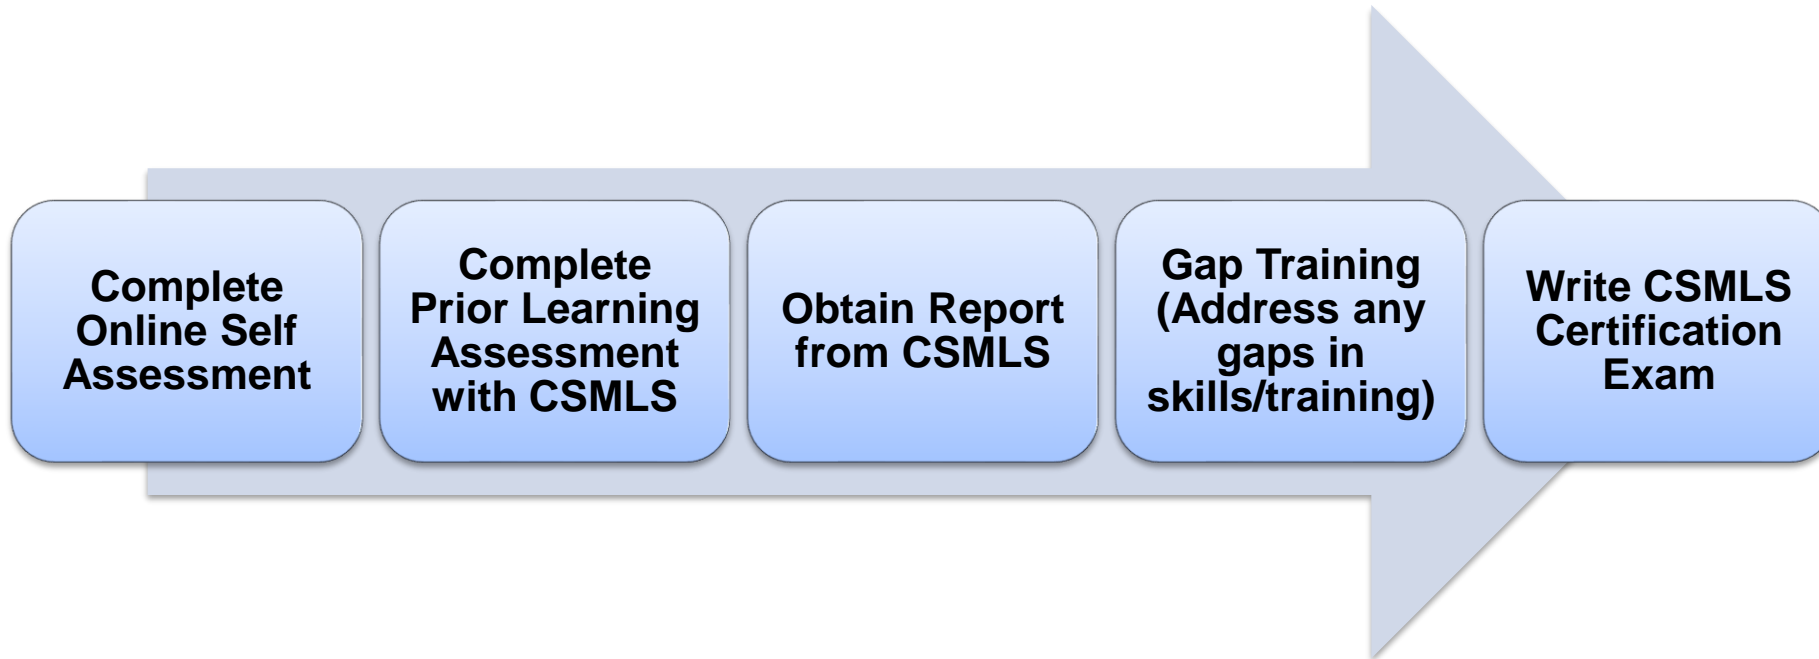 Complete
Online Self
Assessment
Complete
Prior Learning
Assessment
with CSMLS
Obtain Report
from CSMLS
Gap Training
(Address any
gaps in
skills/training)
Write CSMLS
Certification
Exam